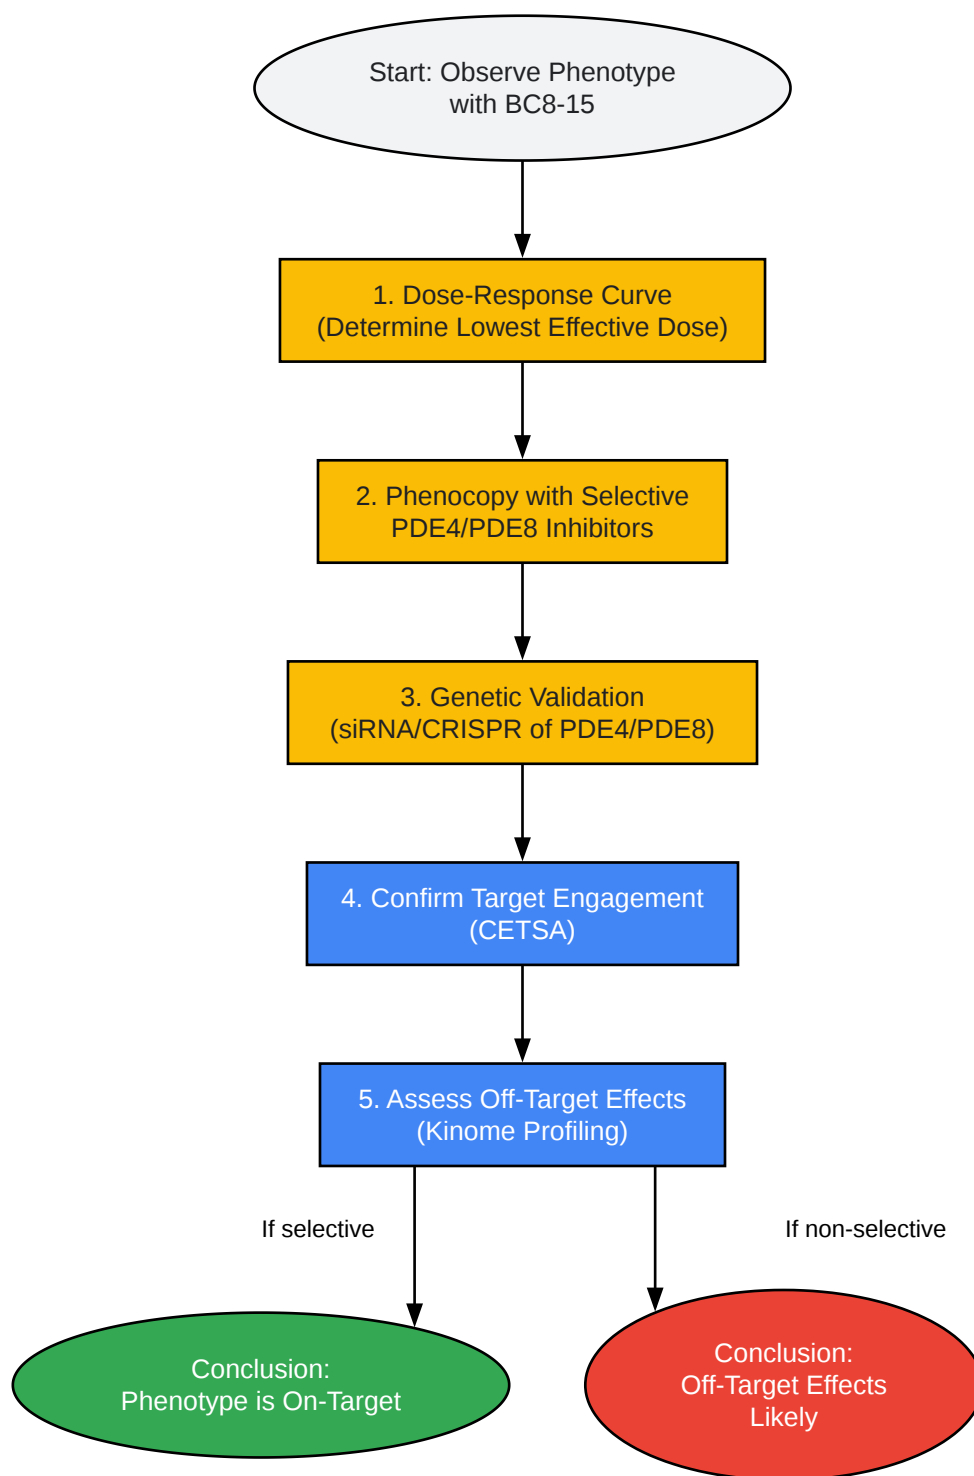 Start: Observe Phenotype
with BC8-15
1. Dose-Response Curve
(Determine Lowest Effective Dose)
2. Phenocopy with Selective
PDE4/PDE8 Inhibitors
3. Genetic Validation
(siRNA/CRISPR of PDE4/PDE8)
4. Confirm Target Engagement
(CETSA)
5. Assess Off-Target Effects
(Kinome Profiling)
If selective
If non-selective
Conclusion:
Phenotype is On-Target
Conclusion:
Off-Target Effects
Likely